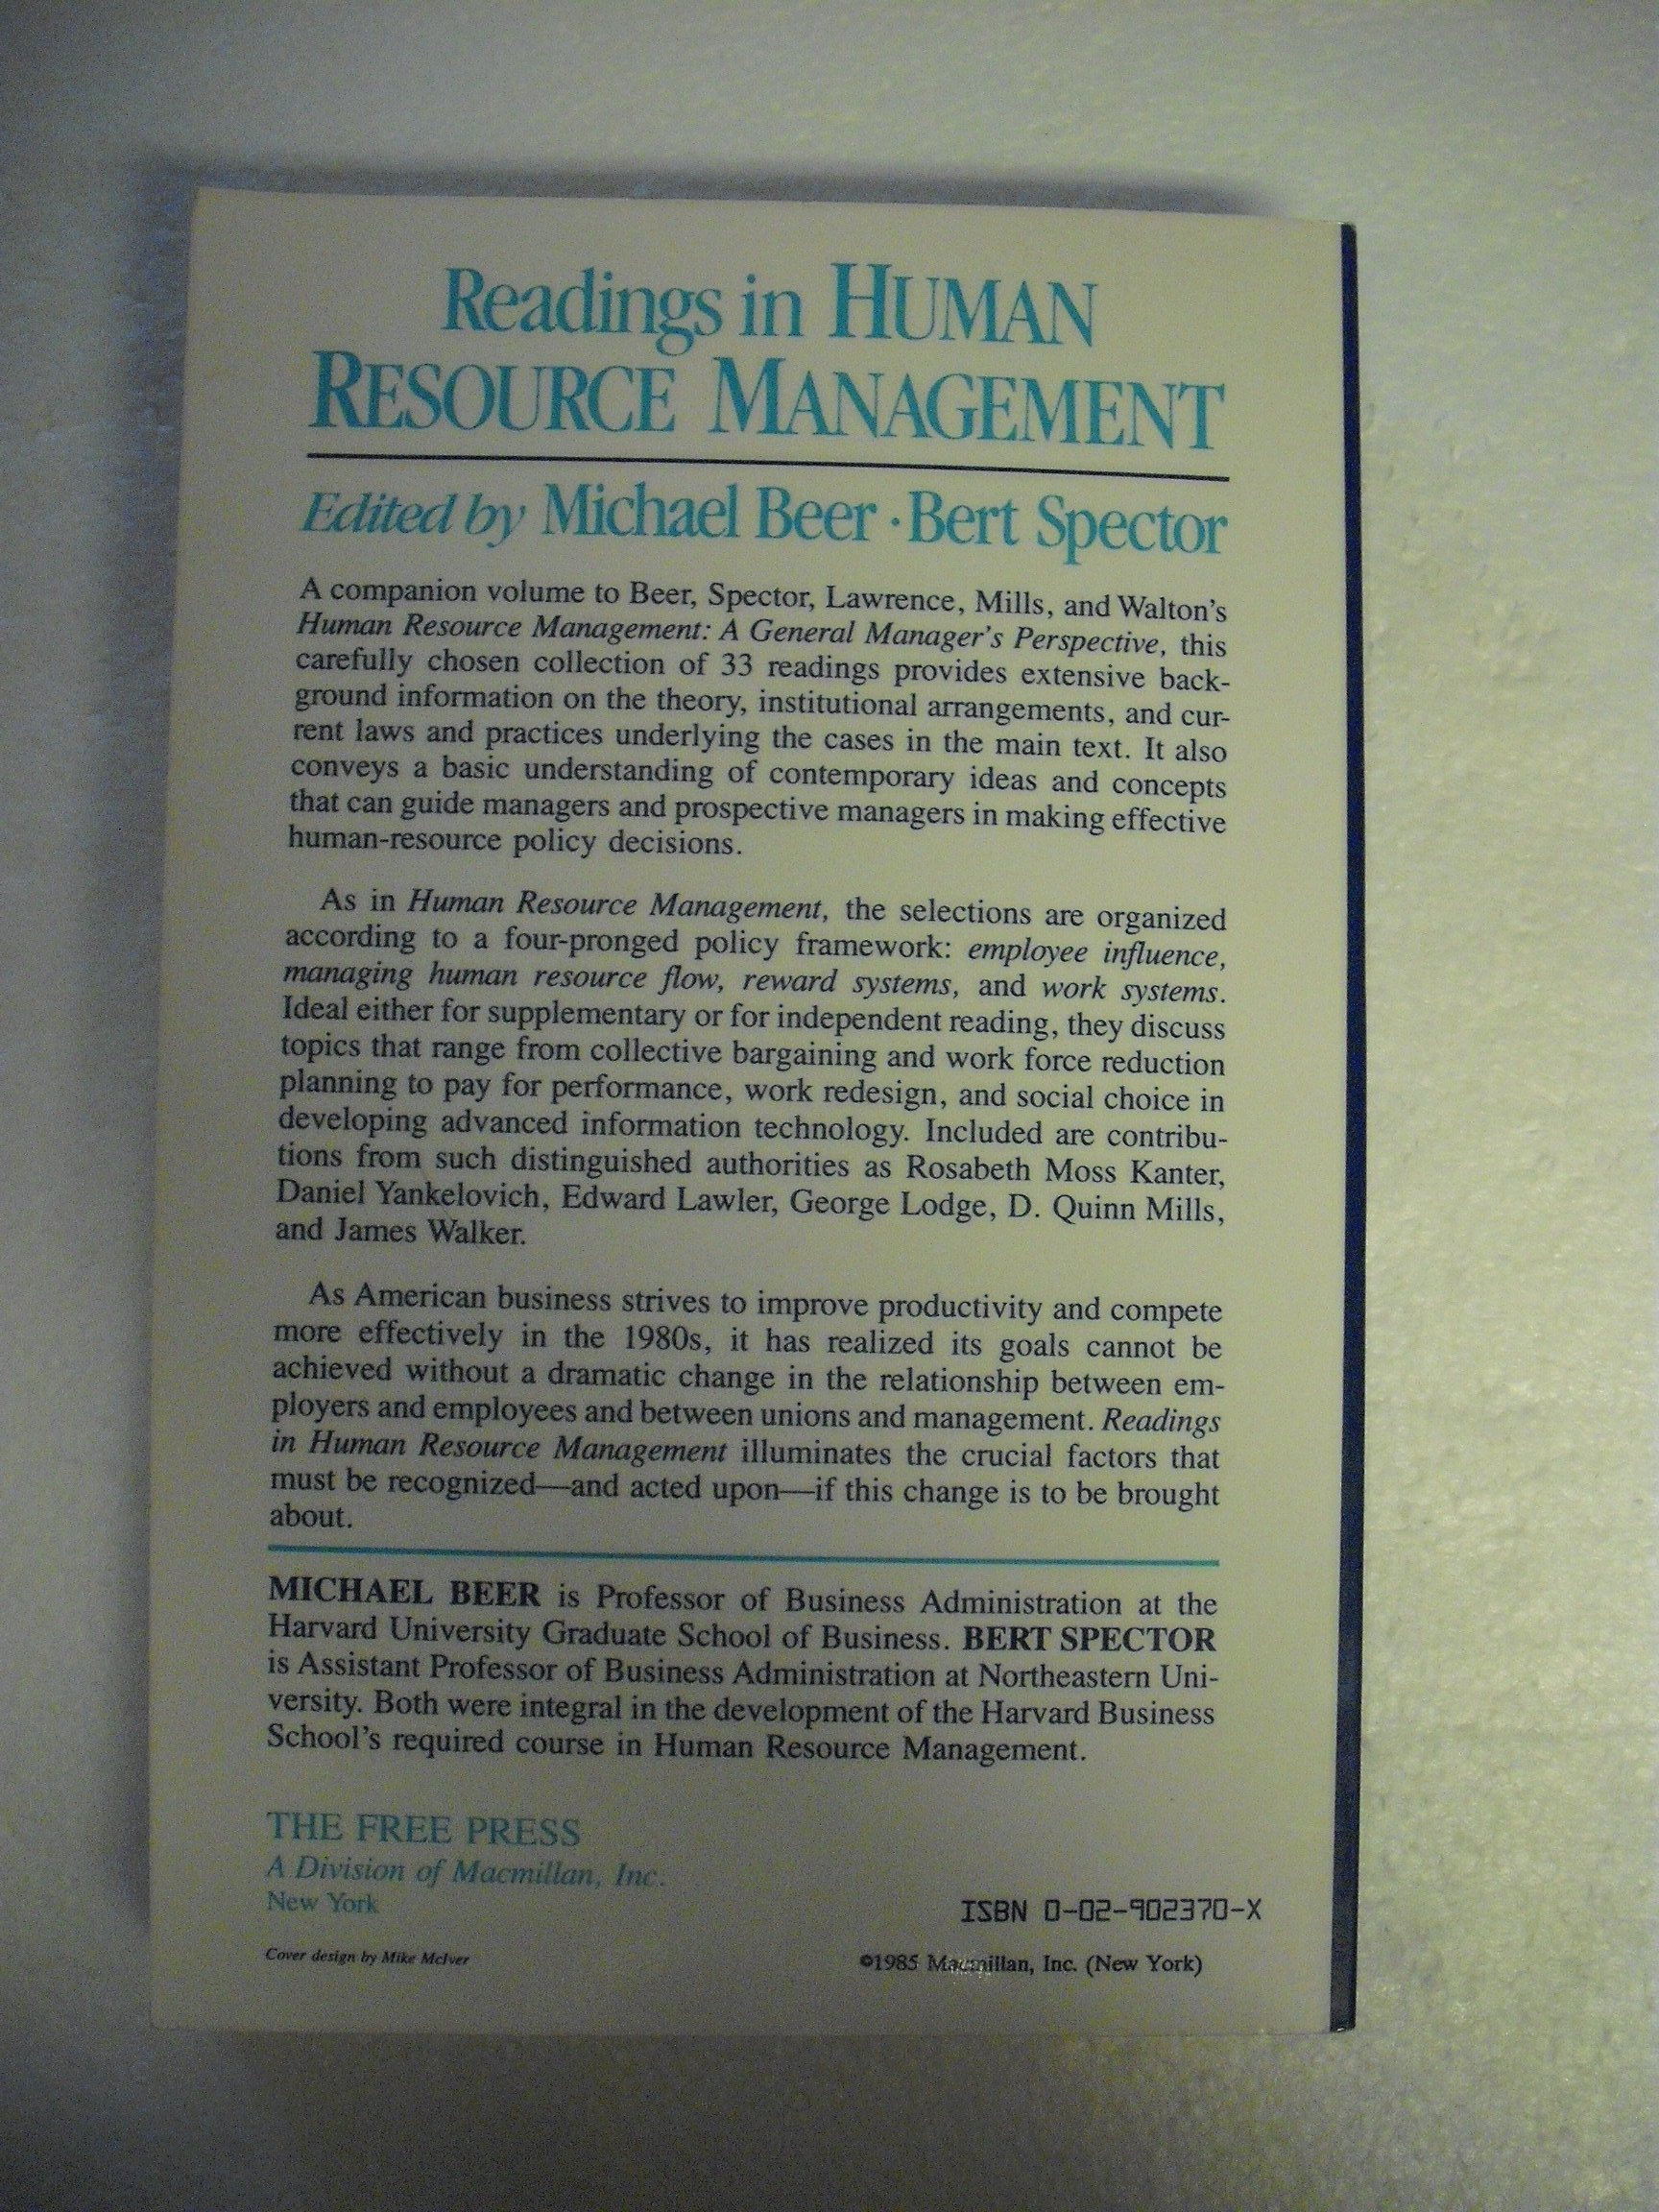 Readings in HUMAN
RESOURCE MANAGEMENT
Edited by Michael Beer · Bert Spector
A companion volume to Beer, Spector, Lawrence, Mills, and Walton's
Human Resource Management: A General Manager's Perspective, this
carefully chosen collection of 33 readings provides extensive back-
ground information on the theory, institutional arrangements, and cur-
rent laws and practices underlying the cases in the main text. It also
conveys a basic understanding of contemporary ideas and concepts
that can guide managers and prospective managers in making effective
human-resource policy decisions.
As in Human Resource Management, the selections are organized
according to a four-pronged policy framework: employee influence,
managing human resource flow, reward systems, and work systems.
Ideal either for supplementary or for independent reading, they discuss
topics that range from collective bargaining and work force reduction
planning to pay for performance, work redesign, and social choice in
developing advanced information technology. Included are contribu-
tions from such distinguished authorities as Rosabeth Moss Kanter,
Daniel Yankelovich, Edward Lawler, George Lodge, D. Quinn Mills,
and James Walker.
As American business strives to improve productivity and compete
more effectively in the 1980s, it has realized its goals cannot be
achieved without a dramatic change in the relationship between em-
ployers and employees and between unions and management. Readings
in Human Resource Management illuminates the crucial factors that
must be recognized—and acted upon—if this change is to be brought
about.
MICHAEL BEER is Professor of Business Administration at the
Harvard University Graduate School of Business. BERT SPECTOR
is Assistant Professor of Business Administration at Northeastern Uni-
versity. Both were integral in the development of the Harvard Business
School's required course in Human Resource Management.
THE FREE PRESS
A Division of Macmillan, Inc.
New York
ISBN 0-02-902370-X
Cover design by Mike McIver
©1985 Macmillan, Inc. (New York)